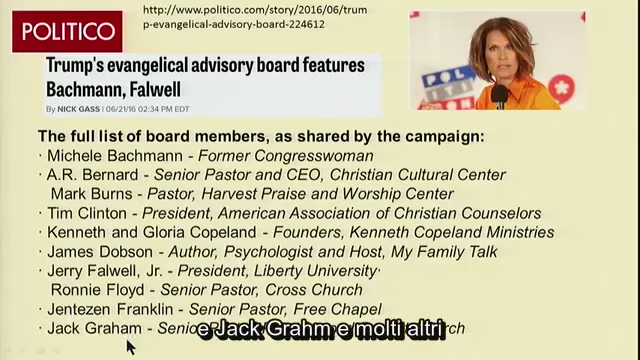 POLITICO
http://www.politico.com/story/2016/06/trum
p-evangelical-advisory-board-224612
Trump's evangelical advisory board features
Bachmann, Falwell
By NICK GASS | 06/21/16 02:34 PM EDT
The full list of board members, as shared by the campaign:
· Michele Bachmann - Former Congresswoman
· A.R. Bernard - Senior Pastor and CEO, Christian Cultural Center
Mark Burns - Pastor, Harvest Praise and Worship Center
· Tim Clinton - President, American Association of Christian Counselors
· Kenneth and Gloria Copeland - Founders, Kenneth Copeland Ministries
· James Dobson - Author, Psychologist and Host, My Family Talk
· Jerry Falwell, Jr. - President, Liberty University·
Ronnie Floyd - Senior Pastor, Cross Church
· Jentezen Franklin - Senior Pastor, Free Chapel
· Jack Graham - Senior
e Jack Grahm e molti altri